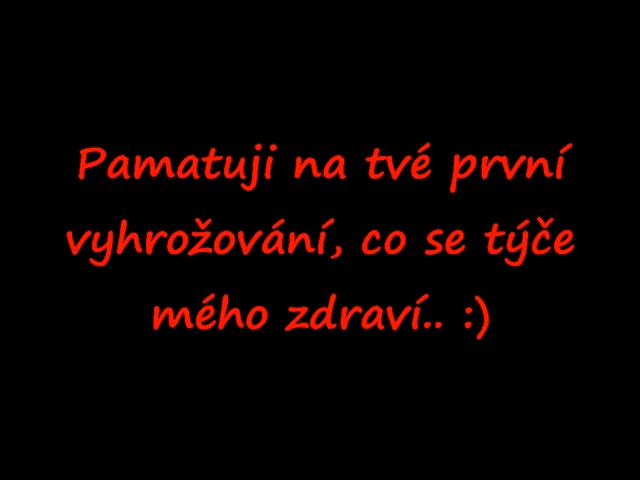 Pamatuji na tvé první
vyhrožování, co se týče
mého zdraví.. :)